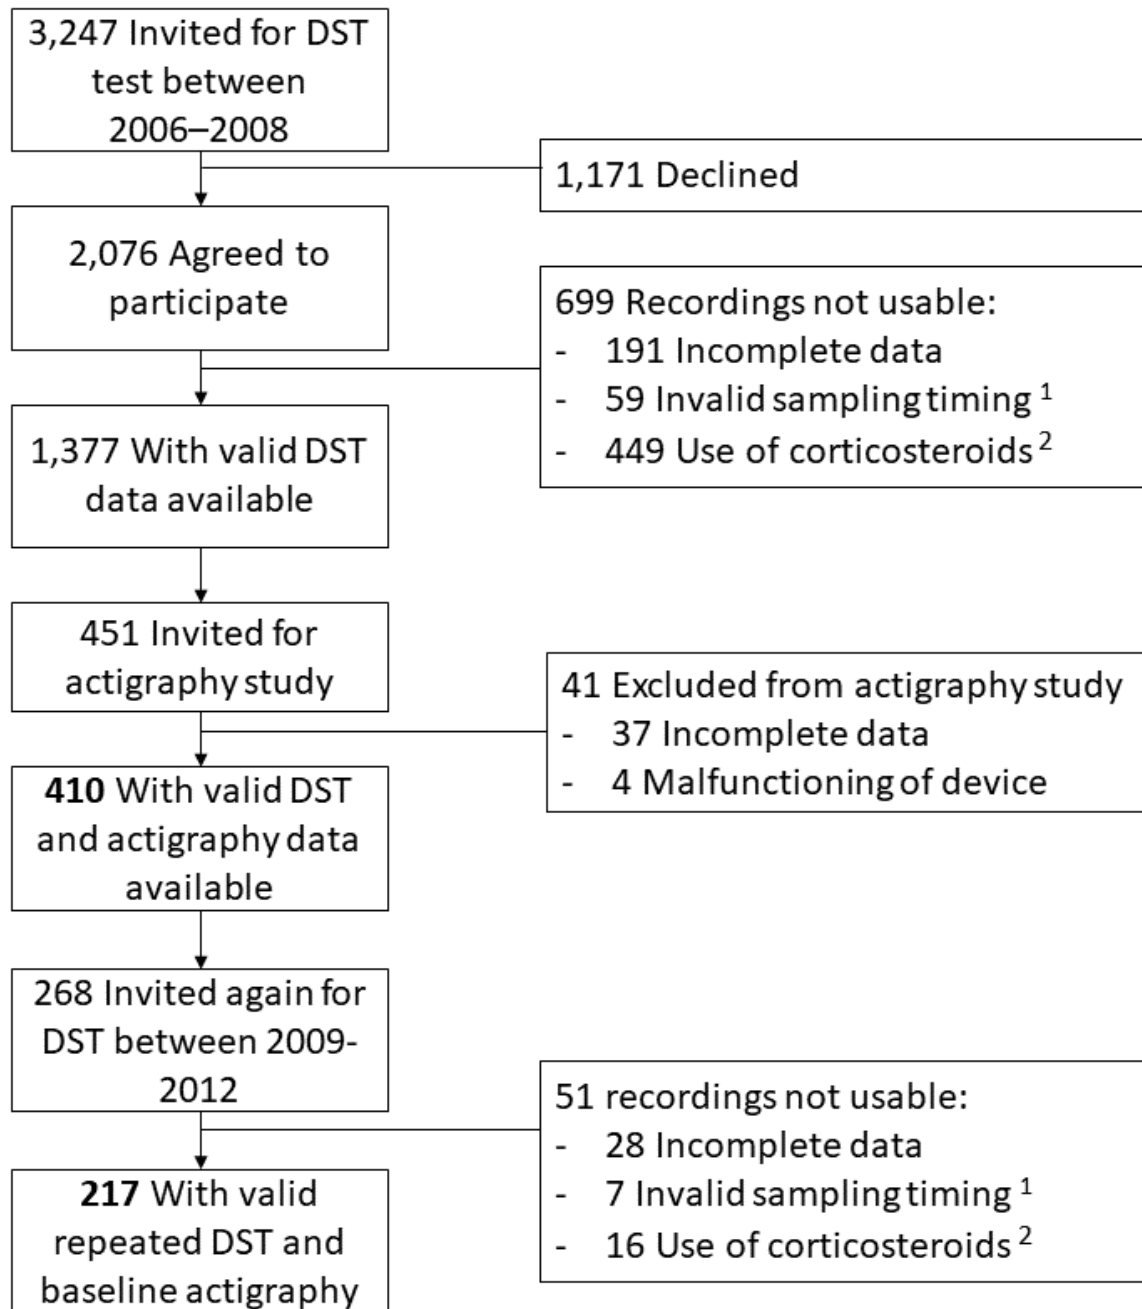 3,247 Invited for DST
test between
2006–2008
1,171 Declined
2,076 Agreed to
participate
699 Recordings not usable:
- 191 Incomplete data
- 59 Invalid sampling timing 1
- 449 Use of corticosteroids 2
1,377 With valid DST
data available
451 Invited for
actigraphy study
41 Excluded from actigraphy study
- 37 Incomplete data
- 4 Malfunctioning of device
410 With valid DST
and actigraphy data
available
268 Invited again for
DST between 2009-
2012
51 recordings not usable:
- 28 Incomplete data
- 7 Invalid sampling timing 1
- 16 Use of corticosteroids 2
217 With valid
repeated DST and
baseline actigraphy